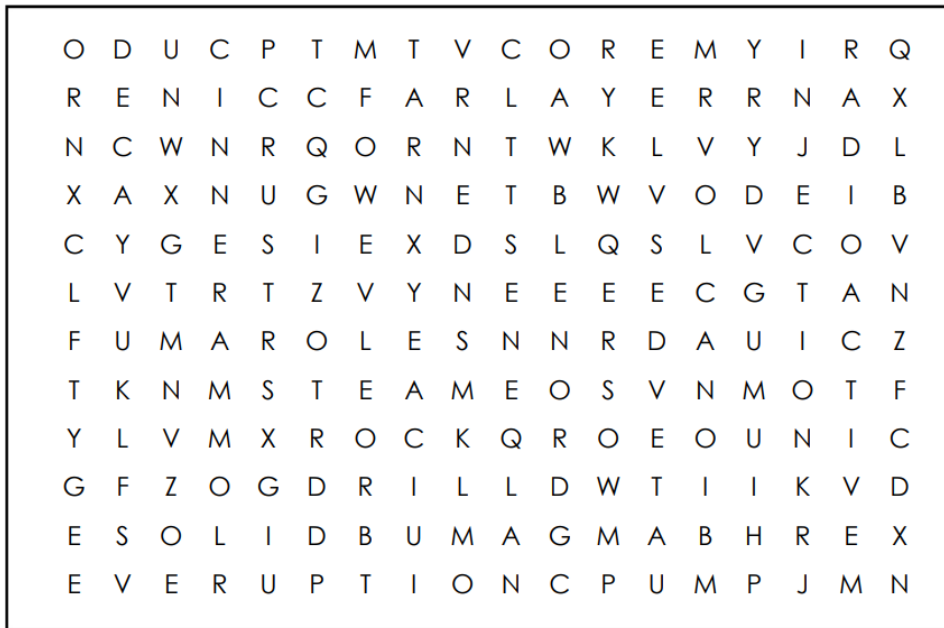 O D U C P T M T V C O R E M Y I R Q
R E N I C C F A R L A Y E R R N A X
N C W N R Q O R N T W K L V Y J D L
X A X N U G W N E T B W V O D E I B
C Y G E S I E X D S L Q S L V C O V
L V T R T Z V Y N E E E E C G T A N
F U M A R O L E S N N R D A U I C Z
T K N M S T E A M E O S V N M O T F
Y L V M X R O C K Q R O E O U N I C
G F Z O G D R I L L D W T I I K V D
E S O L I D B U M A G M A B H R E X
E V E R U P T I O N C P U M P J M N